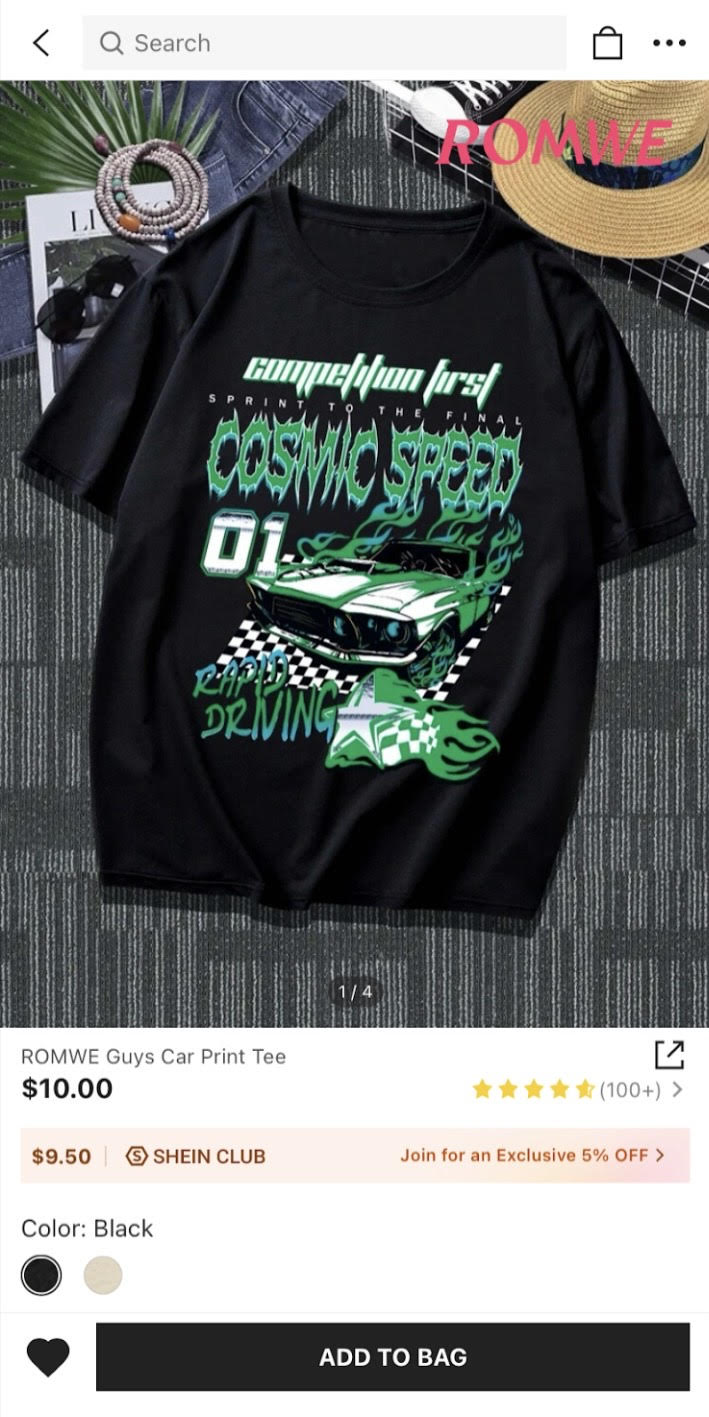 Search
ROMWE
competition first
SPRINT TO THE FINAL
COSMIC SPEED
01
RAPID
DRIVING
1/4
ROMWE Guys Car Print Tee
$10.00
(100+)
$9.50 SHEIN CLUB Join for an Exclusive 5% OFF
Color: Black
ADD TO BAG